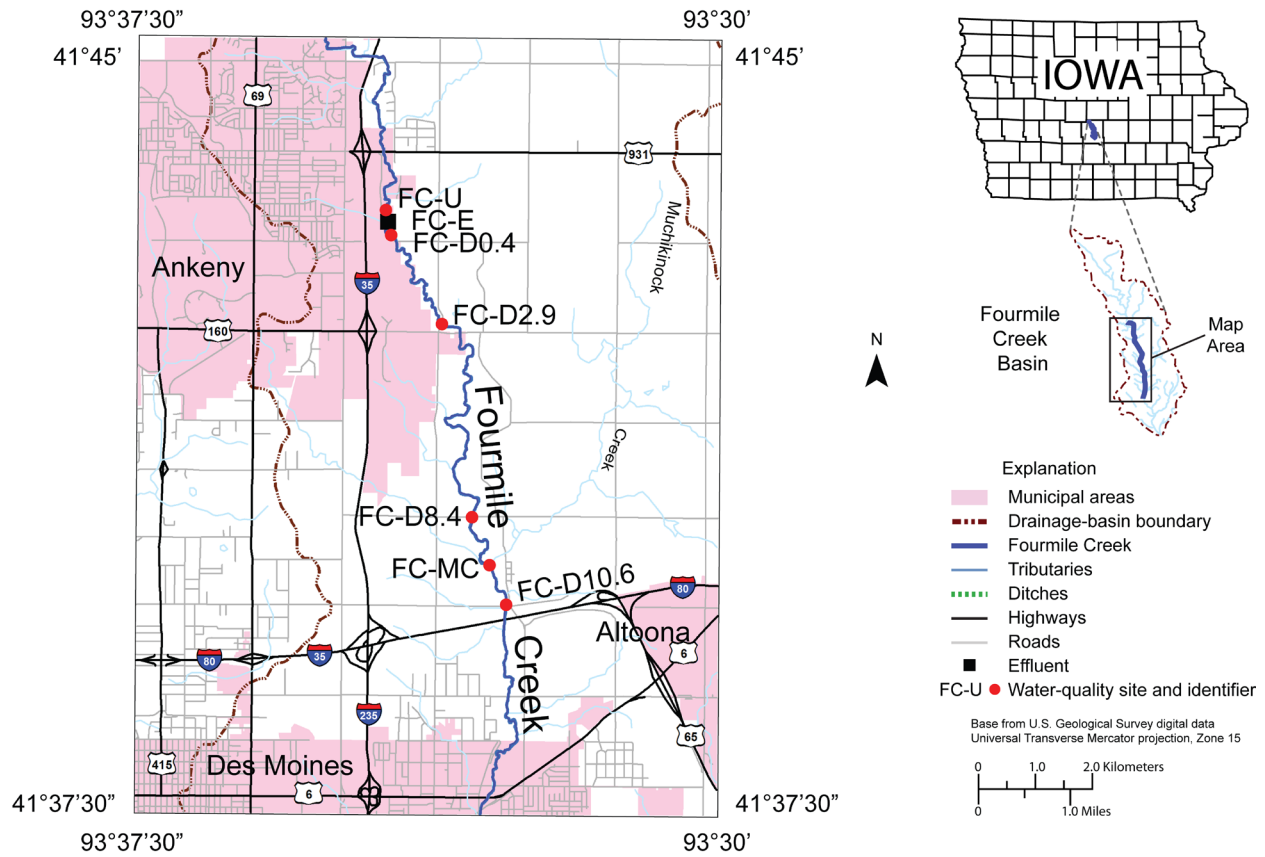 93°37'30"
93°30'
41°45'
IOWA
69
931
FC-U
FC-E
FC-D0.4
Muchikinock
Ankeny
35
FC-D2.9
160
Fourmile
Creek
Basin
Map
Area
N
Fourmile
Creek
FC-D8.4
FC-MC
FC-D10.6
80
Altoona
6
80
35
Creek
235
65
415
Des Moines
6
41°37'30"
41°37'30"
93°37'30"
93°30'
Explanation
Municipal areas
Drainage-basin boundary
Fourmile Creek
Tributaries
Ditches
Highways
Roads
Effluent
FC-U Water-quality site and identifier
Base from U.S. Geological Survey digital data
Universal Transverse Mercator projection, Zone 15
0 1.0 2.0 Kilometers
0 1.0 Miles